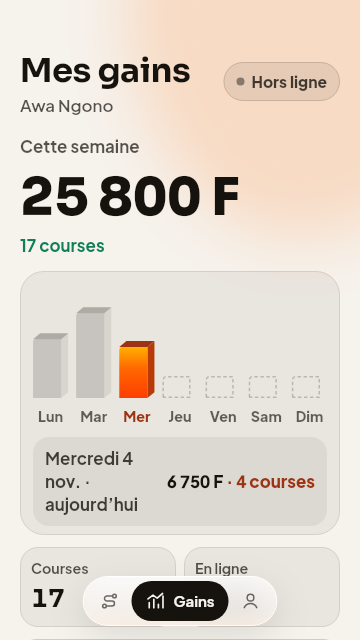 Mes gains
Hors ligne
Awa Ngono
Cette semaine
25 800 F
17 courses
Lun Mar Mer Jeu Ven Sam Dim
Mercredi 4
nov. ·
aujourd’hui
6 750 F · 4 courses
Courses
En ligne
17
Gains